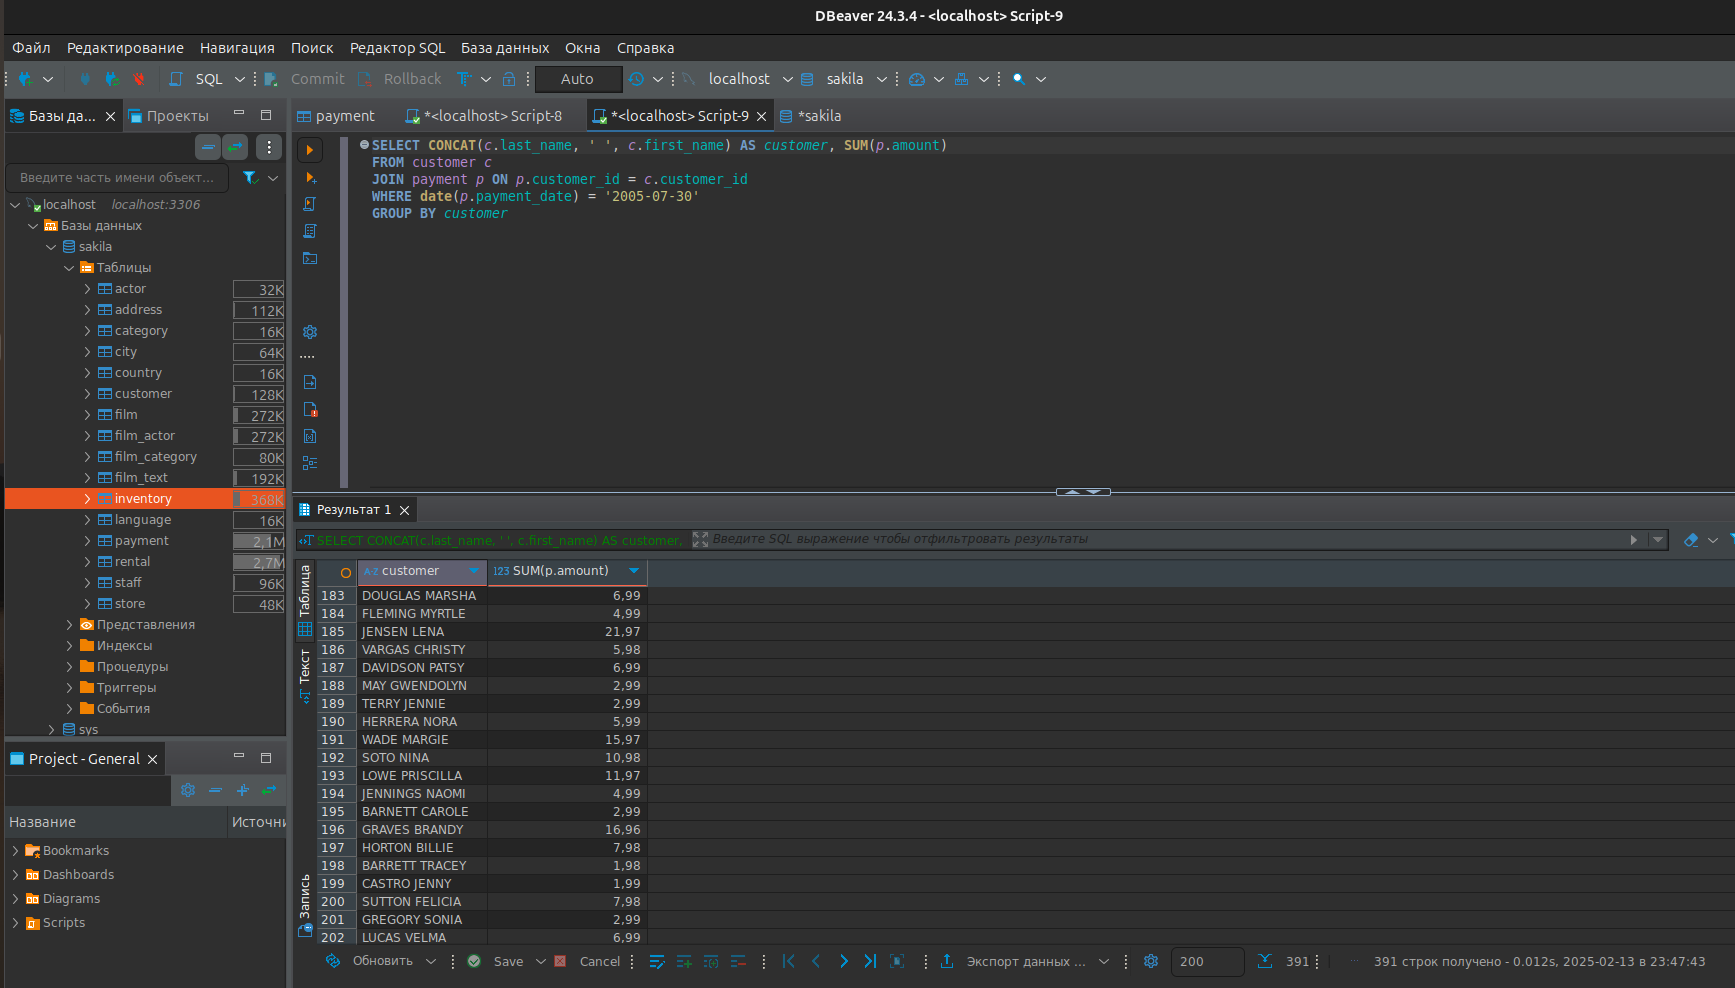 DBeaver 24.3.4 - <localhost> Script-9
Файл Редактирование Навигация Поиск Редактор SQL База данных Окна Справка
SQL Commit Rollback Auto localhost sakila
Базы да... Проекты
payment *<localhost> Script-8 *<localhost> Script-9 *sakila
Введите часть имени объект...
localhost localhost:3306
Базы данных
sakila
Таблицы
actor 32K
address 112K
category 16K
city 64K
country 16K
customer 128K
film 272K
film_actor 272K
film_category 80K
film_text 192K
inventory 368K
language 16K
payment 2,1M
rental 2,7M
staff 96K
store 48K
Представления
Индексы
Процедуры
Триггеры
События
sys
Project - General
Название Источни
Bookmarks
Dashboards
Diagrams
Scripts
SELECT CONCAT(c.last_name, ' ', c.first_name) AS customer, SUM(p.amount)
FROM customer c
JOIN payment p ON p.customer_id = c.customer_id
WHERE date(p.payment_date) = '2005-07-30'
GROUP BY customer
Результат 1
SELECT CONCAT(c.last_name, ' ', c.first_name) AS customer, Введите SQL выражение чтобы отфильтровать результаты
Таблица
Текст
Запись
A-Z customer 123 SUM(p.amount)
183 DOUGLAS MARSHA 6,99
184 FLEMING MYRTLE 4,99
185 JENSEN LENA 21,97
186 VARGAS CHRISTY 5,98
187 DAVIDSON PATSY 6,99
188 MAY GWENDOLYN 2,99
189 TERRY JENNIE 2,99
190 HERRERA NORA 5,99
191 WADE MARGIE 15,97
192 SOTO NINA 10,98
193 LOWE PRISCILLA 11,97
194 JENNINGS NAOMI 4,99
195 BARNETT CAROLE 2,99
196 GRAVES BRANDY 16,96
197 HORTON BILLIE 7,98
198 BARRETT TRACEY 1,98
199 CASTRO JENNY 1,99
200 SUTTON FELICIA 7,98
201 GREGORY SONIA 2,99
202 LUCAS VELMA 6,99
Обновить Save Cancel Экспорт данных ... 200 391 391 строк получено - 0.012s, 2025-02-13 в 23:47:43